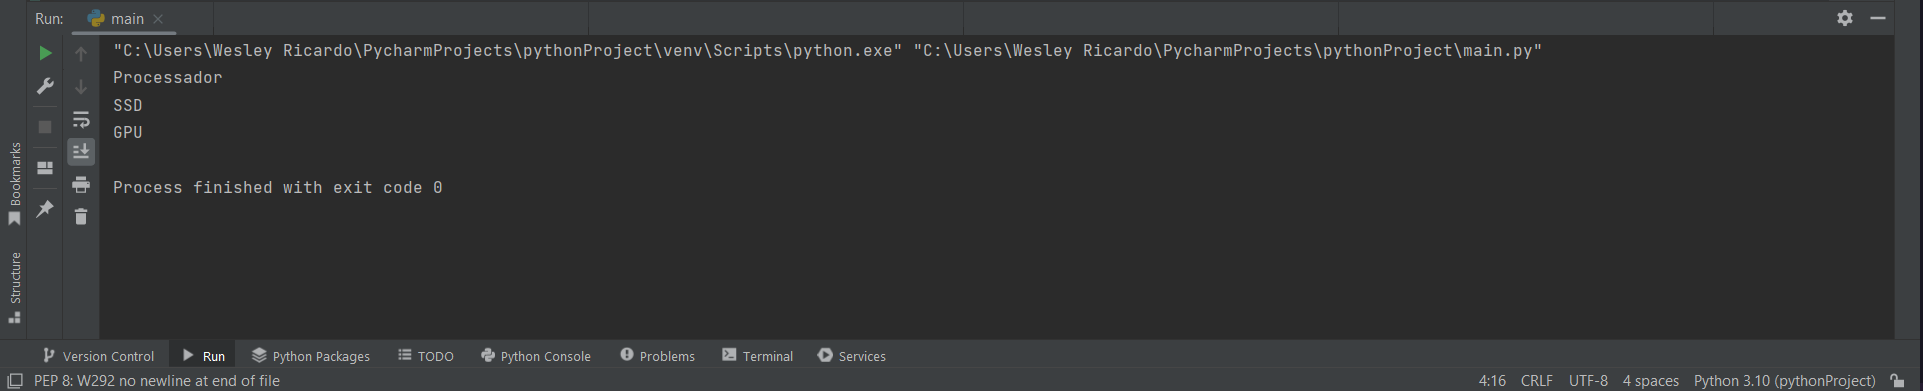 Run: main
"C:\Users\Wesley Ricardo\PycharmProjects\pythonProject\venv\Scripts\python.exe" "C:\Users\Wesley Ricardo\PycharmProjects\pythonProject\main.py"
Processador
SSD
GPU
Process finished with exit code 0
Bookmarks
Structure
Version Control Run Python Packages TODO Python Console Problems Terminal Services
PEP 8: W292 no newline at end of file 4:16 CRLF UTF-8 4 spaces Python 3.10 (pythonProject)